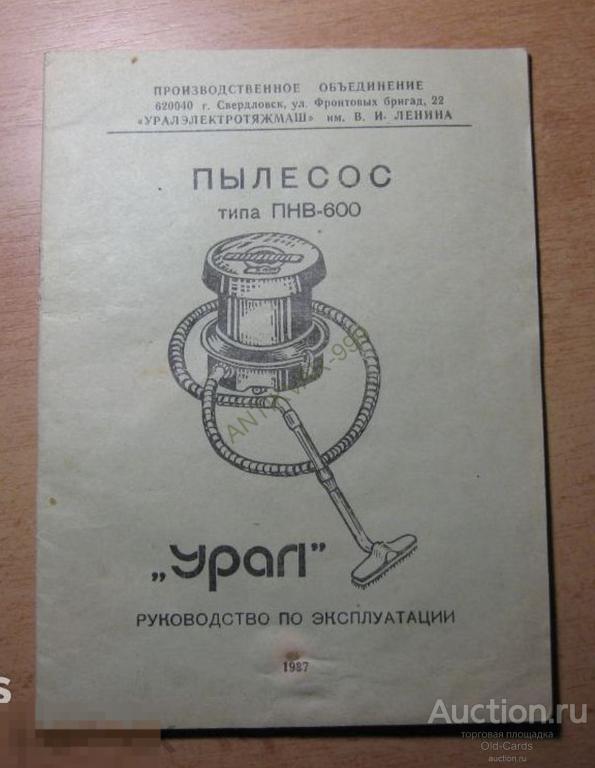 ПРОИЗВОДСТВЕННОЕ ОБЪЕДИНЕНИЕ
620040 г. Свердловск, ул. Фронтовых бригад, 22
«УРАЛЭЛЕКТРОТЯЖМАШ» им. В. И. ЛЕНИНА
ПЫЛЕСОС
типа ПНВ-600
„Урал”
РУКОВОДСТВО ПО ЭКСПЛУАТАЦИИ
1987
Auction.ru
торговая площадка
Old-Cards
auction.ru